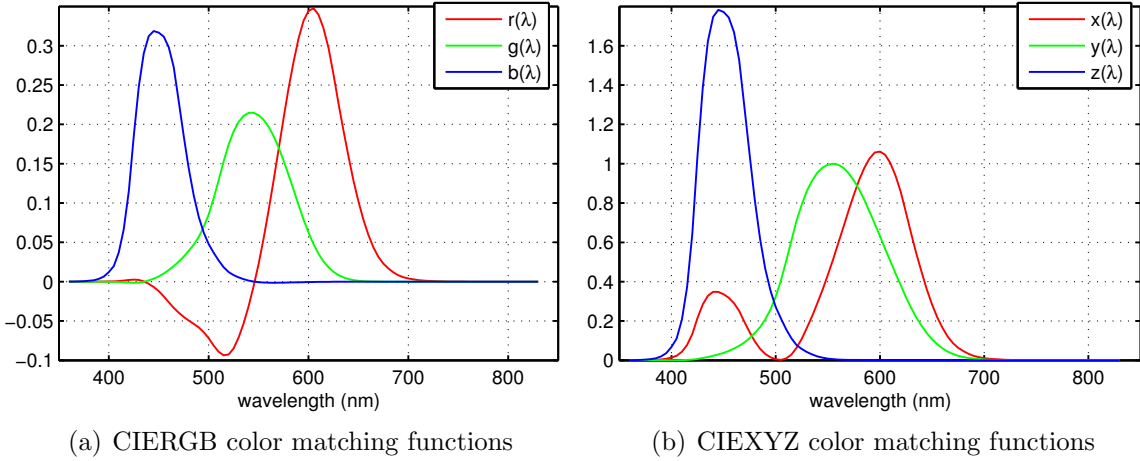 r(λ)
g(λ)
b(λ)
0.3
0.25
0.2
0.15
0.1
0.05
0
−0.05
−0.1
400 500 600 700 800
wavelength (nm)
(a) CIERGB color matching functions
x(λ)
y(λ)
z(λ)
1.6
1.4
1.2
1
0.8
0.6
0.4
0.2
0
400 500 600 700 800
wavelength (nm)
(b) CIEXYZ color matching functions